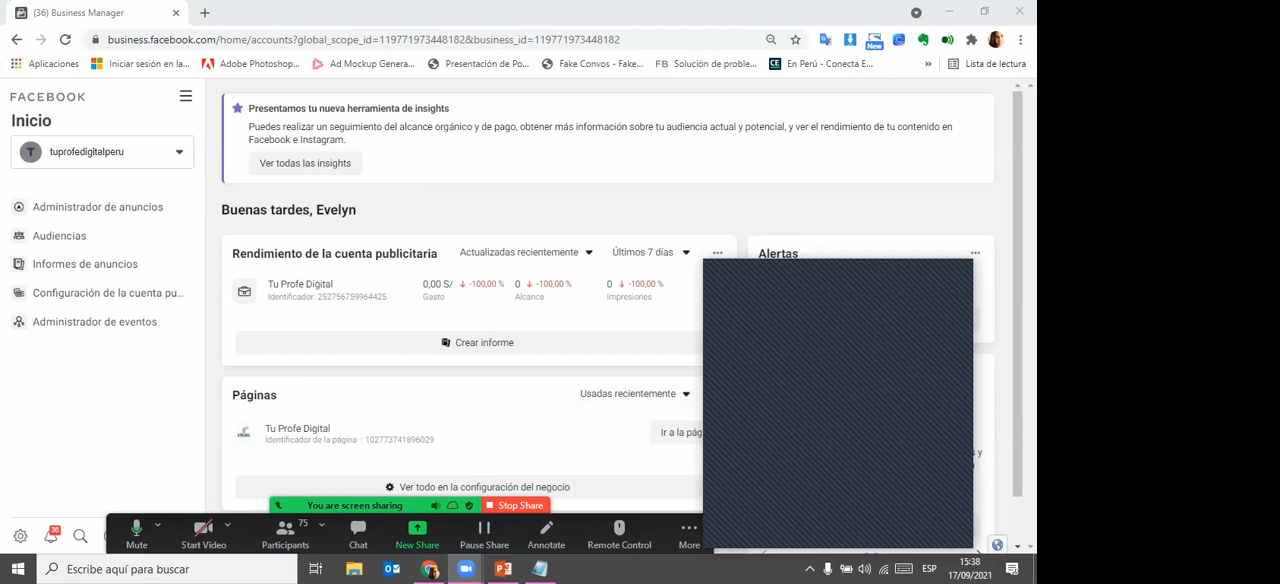 (36) Business Manager
business.facebook.com/home/accounts?global_scope_id=119771973448182&business_id=119771973448182
New
Aplicaciones
Iniciar sesión en la...
Adobe Photoshop...
Ad Mockup Genera...
Presentación de Po...
Fake Convos - Fake...
FB Solución de proble...
CE En Perú - Conecta E...
»
Lista de lectura
FACEBOOK
Inicio
T tuprofedigitalperu
Administrador de anuncios
Audiencias
Informes de anuncios
Configuración de la cuenta pu...
Administrador de eventos
36
Presentamos tu nueva herramienta de insights
Puedes realizar un seguimiento del alcance orgánico y de pago, obtener más información sobre tu audiencia actual y potencial, y ver el rendimiento de tu contenido en
Facebook e Instagram.
Ver todas las insights
Buenas tardes, Evelyn
Rendimiento de la cuenta publicitaria
Actualizadas recientemente
Últimos 7 días
Tu Profe Digital
Identificador: 252756759964425
0,00 S/ -100,00 %
Gasto
0 -100,00 %
Alcance
0 -100,00 %
Impresiones
Crear informe
Alertas
Páginas
Usadas recientemente
Tu Profe Digital
Identificador de la página : 102773741896029
Ir a la pág
Ver todo en la configuración del negocio
y
You are screen sharing
Stop Share
Mute
Start Video
75
Participants
Chat
New Share
Pause Share
Annotate
Remote Control
More
Escribe aquí para buscar
ESP
15:38
17/09/2021